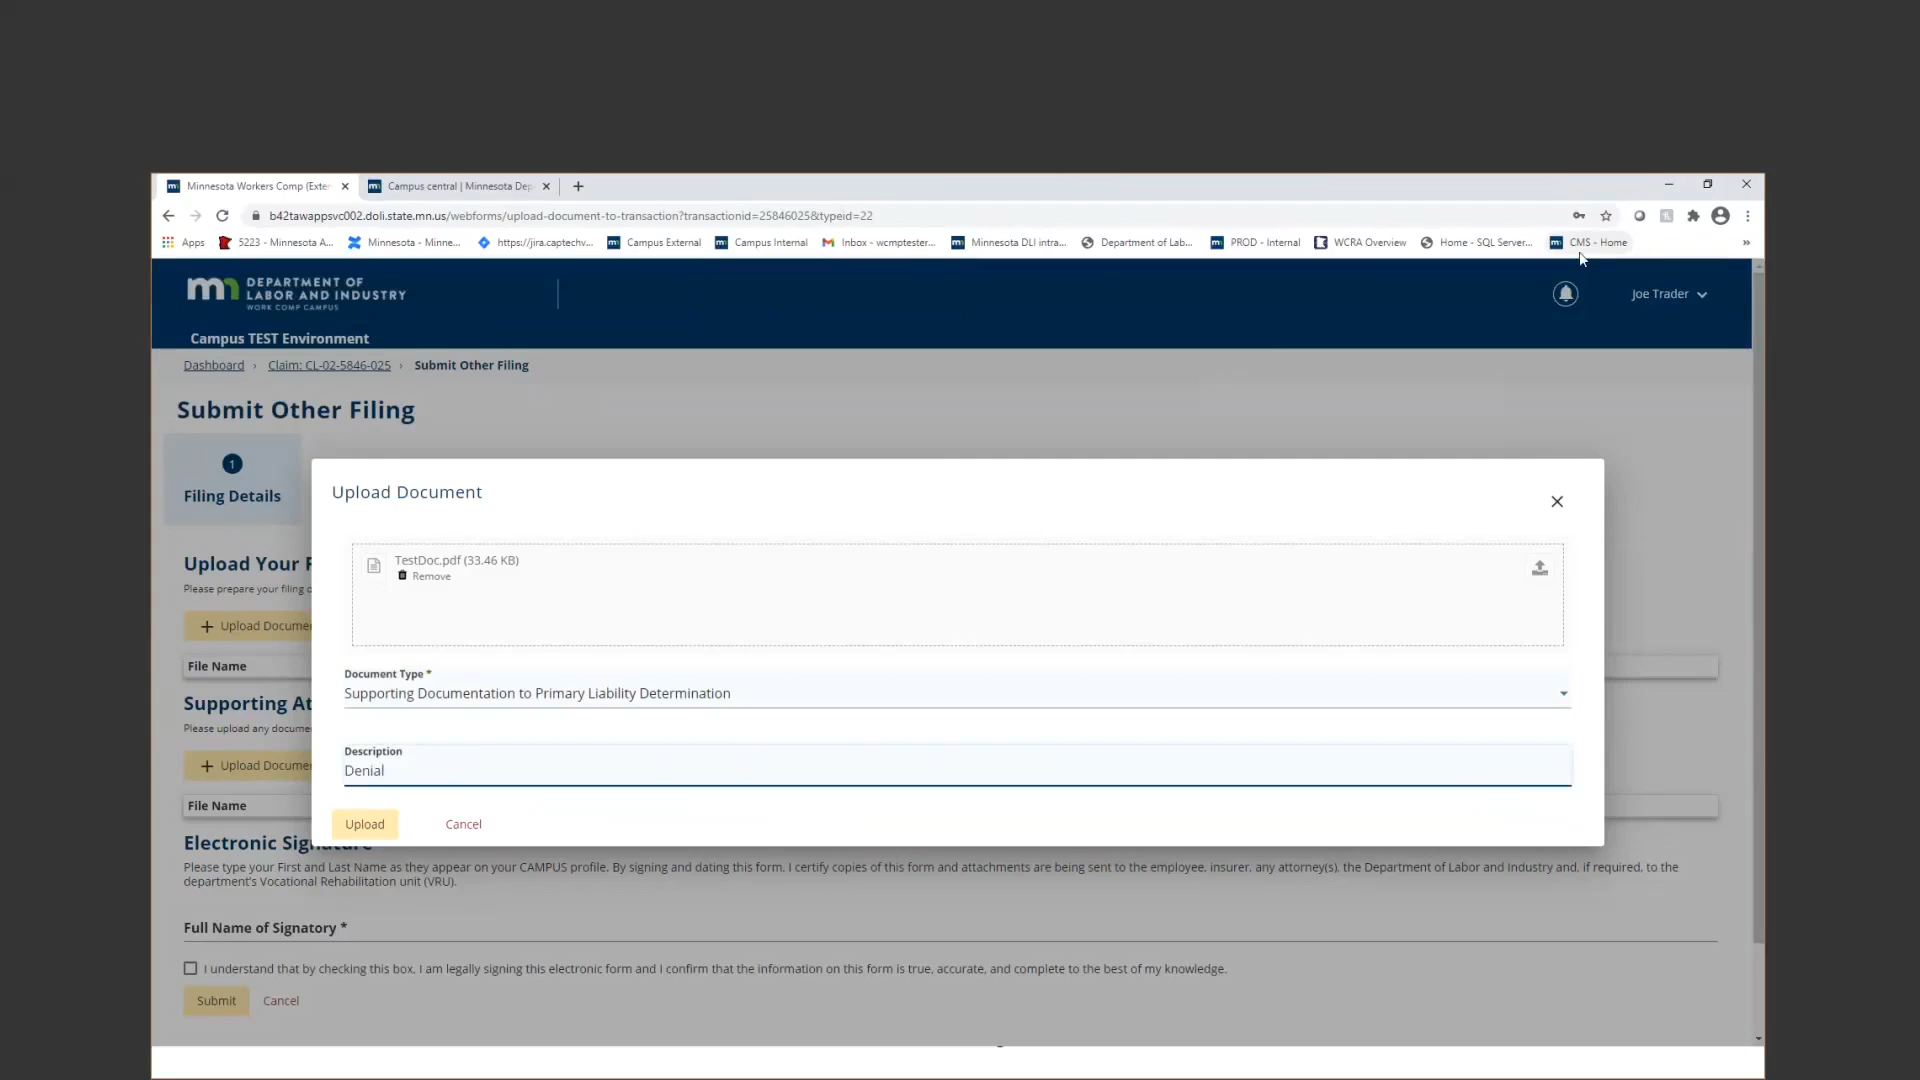 Minnesota Workers Comp (Exter
Campus central | Minnesota Dep
b42tawappsvc002.doli.state.mn.us/webforms/upload-document-to-transaction?transactionid=25846025&typeid=22
Apps
5223 - Minnesota A...
Minnesota - Minne...
https://jira.captechv...
Campus External
Campus Internal
Inbox - wcmptester...
Minnesota DLI intra...
Department of Lab...
PROD - Internal
WCRA Overview
Home - SQL Server...
CMS - Home
DEPARTMENT OF
LABOR AND INDUSTRY
WORK COMP CAMPUS
Joe Trader
Campus TEST Environment
Dashboard › Claim: CL-02-5846-025 › Submit Other Filing
Submit Other Filing
1
Filing Details
Upload Document
TestDoc.pdf (33.46 KB)
Remove
Document Type *
Supporting Documentation to Primary Liability Determination
Description
Denial
Upload
Cancel
Upload Your
Please prepare your filing
+ Upload Docume
File Name
Supporting At
Please upload any docume
+ Upload Docume
File Name
Electronic Signature
Please type your First and Last Name as they appear on your CAMPUS profile. By signing and dating this form, I certify copies of this form and attachments are being sent to the employee, insurer, any attorney(s), the Department of Labor and Industry and, if required, to the
department's Vocational Rehabilitation unit (VRU).
Full Name of Signatory *
I understand that by checking this box, I am legally signing this electronic form and I confirm that the information on this form is true, accurate, and complete to the best of my knowledge.
Submit
Cancel